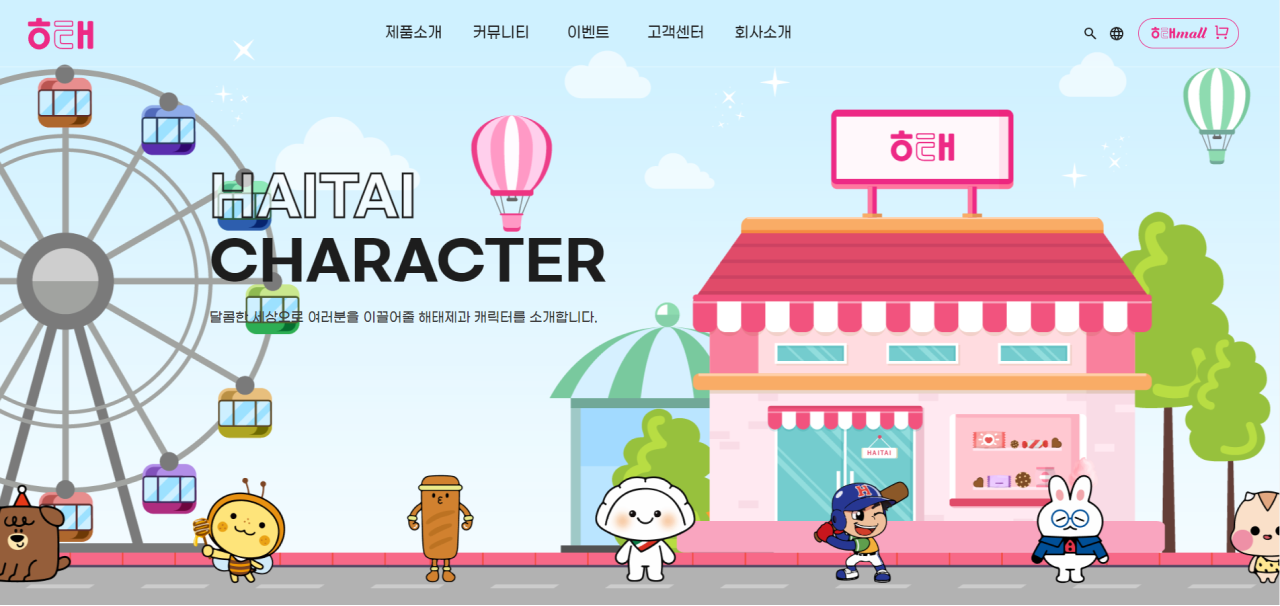 해태
제품소개
커뮤니티
이벤트
고객센터
회사소개
해태mall
해태
HAITAI
CHARACTER
달콤한 세상으로 여러분을 이끌어줄 해태제과 캐릭터를 소개합니다.
HAITAI
H